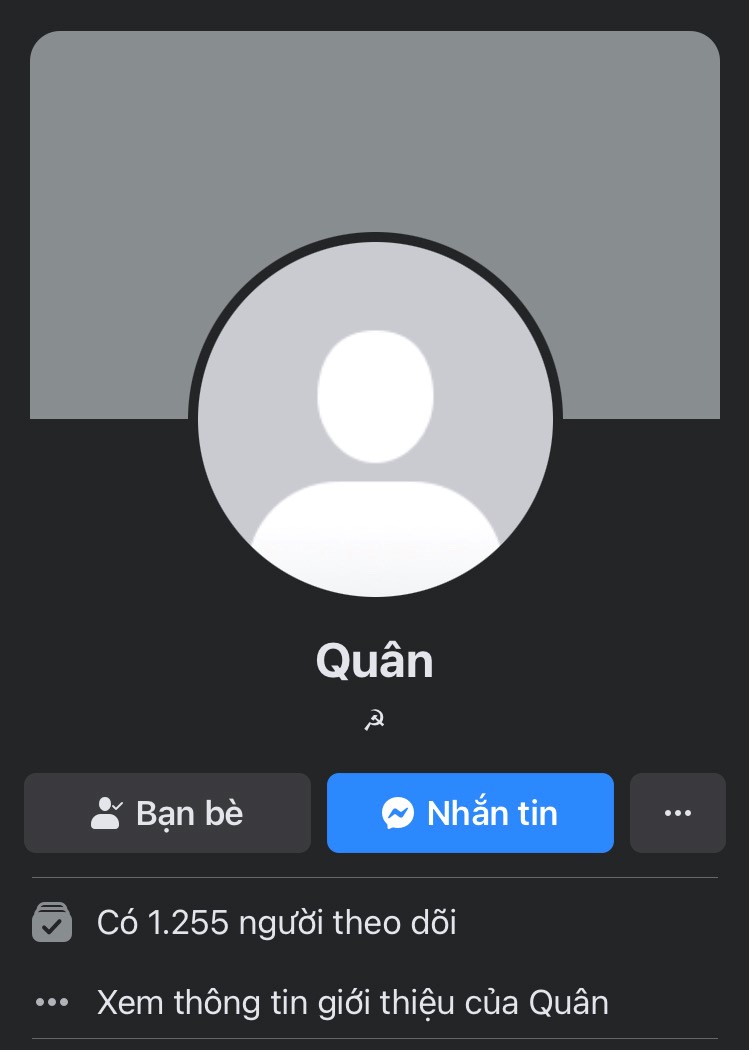 Quân
☭
Bạn bè
Nhắn tin
Có 1.255 người theo dõi
Xem thông tin giới thiệu của Quân